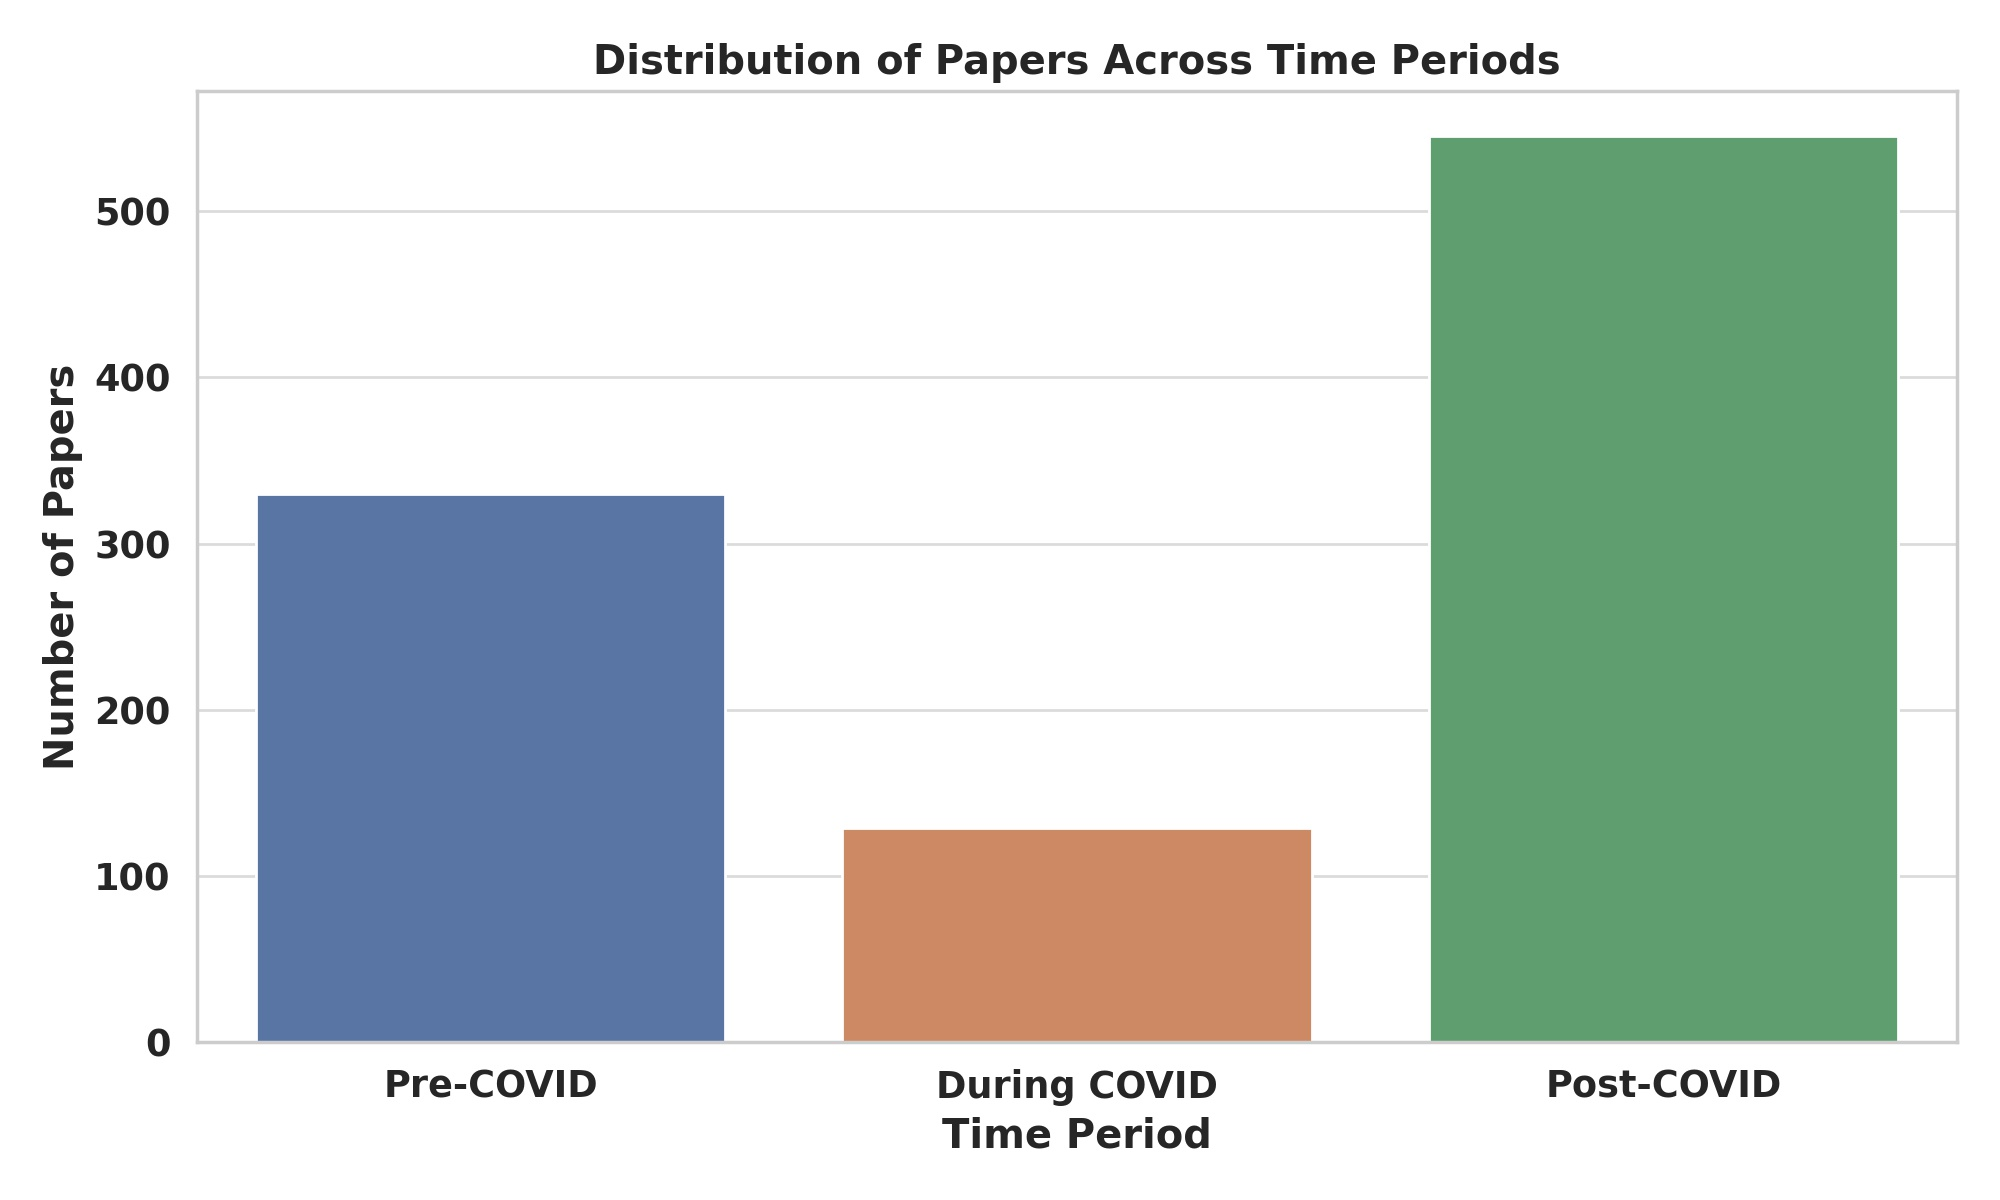 Distribution of Papers Across Time Periods
Number of Papers
500
400
300
200
100
0
Pre-COVID
During COVID
Post-COVID
Time Period